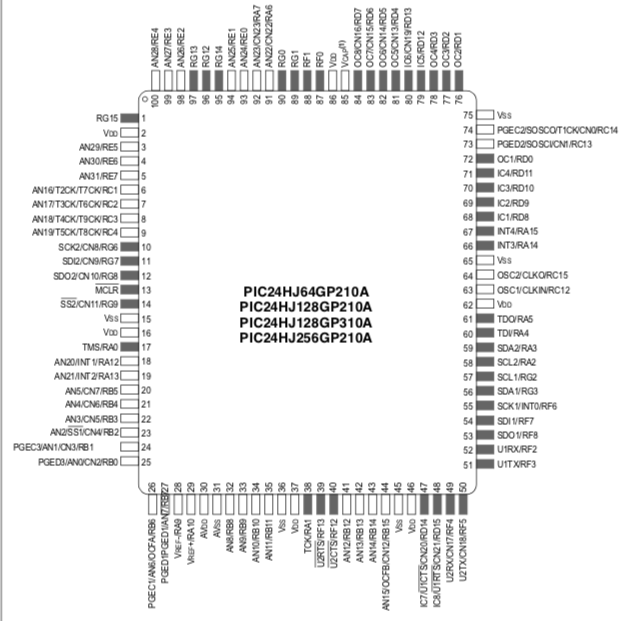 AN28/RE4
AN27/RE3
AN26/RE2
RG13
RG12
RG14
AN25/RE1
AN24/RE0
AN23/CN23/RA7
AN22/CN22/RA6
RG0
RG1
RF1
RF0
VDD
VCAP(1)
OC8/CN16/RD7
OC7/CN15/RD6
OC6/CN14/RD5
OC5/CN13/RD4
IC6/CN19/RD13
IC5/RD12
OC4/RD3
OC3/RD2
OC2/RD1
100 99 98 97 96 95 94 93 92 91 90 89 88 87 86 85 84 83 82 81 80 79 78 77 76
RG15 1
VDD 2
AN29/RE5 3
AN30/RE6 4
AN31/RE7 5
AN16/T2CK/T7CK/RC1 6
AN17/T3CK/T6CK/RC2 7
AN18/T4CK/T9CK/RC3 8
AN19/T5CK/T8CK/RC4 9
SCK2/CN8/RG6 10
SDI2/CN9/RG7 11
SDO2/CN10/RG8 12
MCLR 13
SS2/CN11/RG9 14
VSS 15
VDD 16
TMS/RA0 17
AN20/INT1/RA12 18
AN21/INT2/RA13 19
AN5/CN7/RB5 20
AN4/CN6/RB4 21
AN3/CN5/RB3 22
AN2/SS1/CN4/RB2 23
PGEC3/AN1/CN3/RB1 24
PGED3/AN0/CN2/RB0 25
PIC24HJ64GP210A
PIC24HJ128GP210A
PIC24HJ128GP310A
PIC24HJ256GP210A
75 VSS
74 PGEC2/SOSCO/T1CK/CN0/RC14
73 PGED2/SOSCI/CN1/RC13
72 OC1/RD0
71 IC4/RD11
70 IC3/RD10
69 IC2/RD9
68 IC1/RD8
67 INT4/RA15
66 INT3/RA14
65 VSS
64 OSC2/CLKO/RC15
63 OSC1/CLKIN/RC12
62 VDD
61 TDO/RA5
60 TDI/RA4
59 SDA2/RA3
58 SCL2/RA2
57 SCL1/RG2
56 SDA1/RG3
55 SCK1/INT0/RF6
54 SDI1/RF7
53 SDO1/RF8
52 U1RX/RF2
51 U1TX/RF3
26 27 28 29 30 31 32 33 34 35 36 37 38 39 40 41 42 43 44 45 46 47 48 49 50
PGEC1/AN6/OCFA/RB6
PGED1PGED1/AN7/RB7
VREF-/RA9
VREF+/RA10
AVDD
AVSS
AN8/RB8
AN9/RB9
AN10/RB10
AN11/RB11
VSS
VDD
TCK/RA1
U2RTS/RF13
U2CTS/RF12
AN12/RB12
AN13/RB13
AN14/RB14
AN15/OCFB/CN12/RB15
VSS
VDD
IC7/U1CTS/CN20/RD14
IC8/U1RTS/CN21/RD15
U2RX/CN17/RF4
U2TX/CN18/RF5